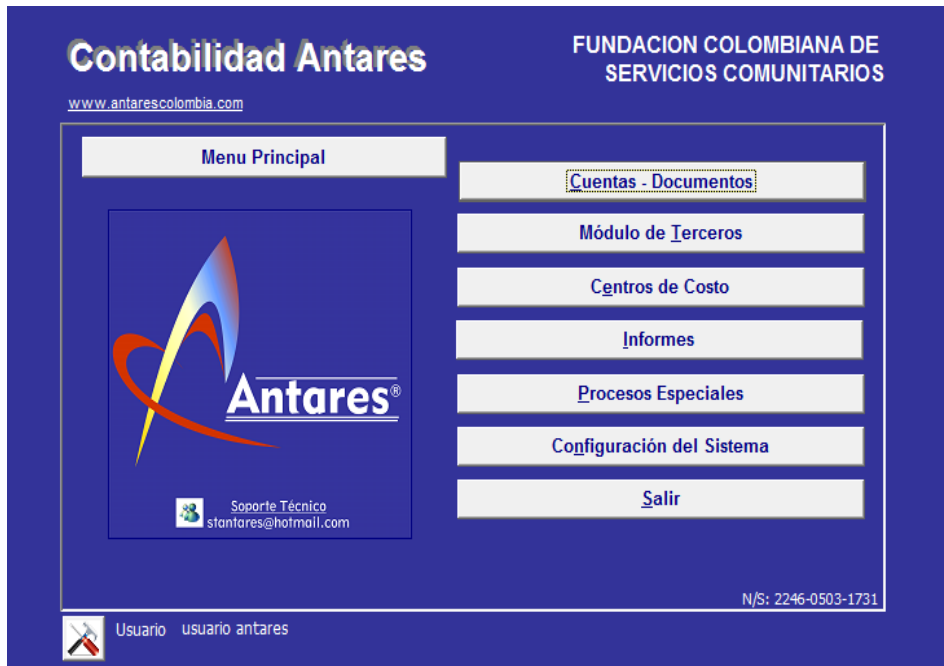 Contabilidad Antares
FUNDACION COLOMBIANA DE
SERVICIOS COMUNITARIOS
www.antarescolombia.com
Menu Principal
Cuentas - Documentos
Módulo de Terceros
Centros de Costo
Informes
Procesos Especiales
Configuración del Sistema
Salir
Antares®
Soporte Técnico
stantares@hotmail.com
N/S: 2246-0503-1731
Usuario usuario antares